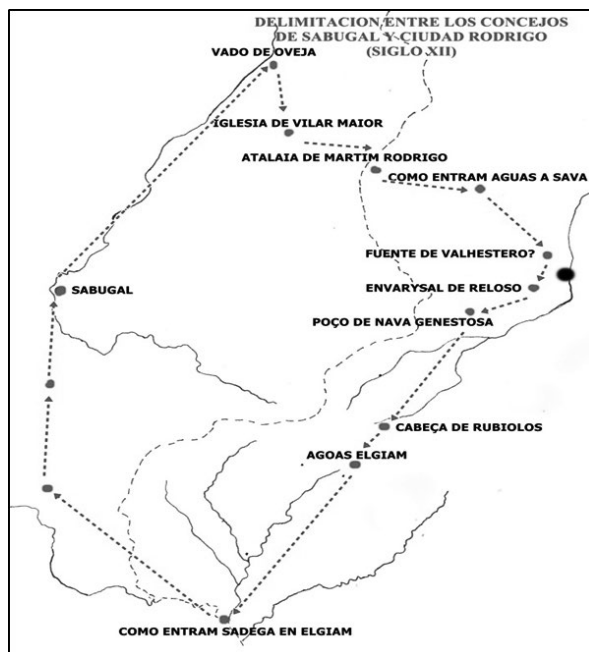 DELIMITACION ENTRE LOS CONCEJOS
DE SABUGAL Y CIUDAD RODRIGO
(SIGLO XII)
VADO DE OVEJA
IGLESIA DE VILAR MAIOR
ATALAIA DE MARTIM RODRIGO
COMO ENTRAM AGUAS A SAVA
FUENTE DE VALHESTERO?
SABUGAL
ENVARYSAL DE RELOSO
POÇO DE NAVA GENESTOSA
CABEÇA DE RUBIOLOS
AGOAS ELGIAM
COMO ENTRAM SADEGA EN ELGIAM